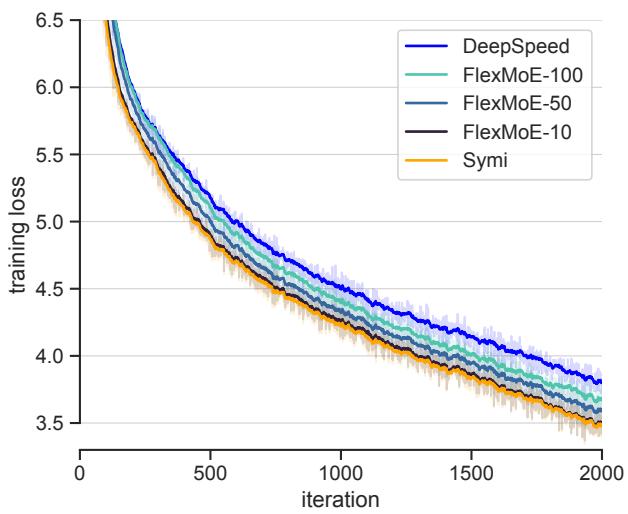 6.5
6.0
5.5
5.0
4.5
4.0
3.5
training loss
DeepSpeed
FlexMoE-100
FlexMoE-50
FlexMoE-10
Symi
0 500 1000 1500 2000
iteration